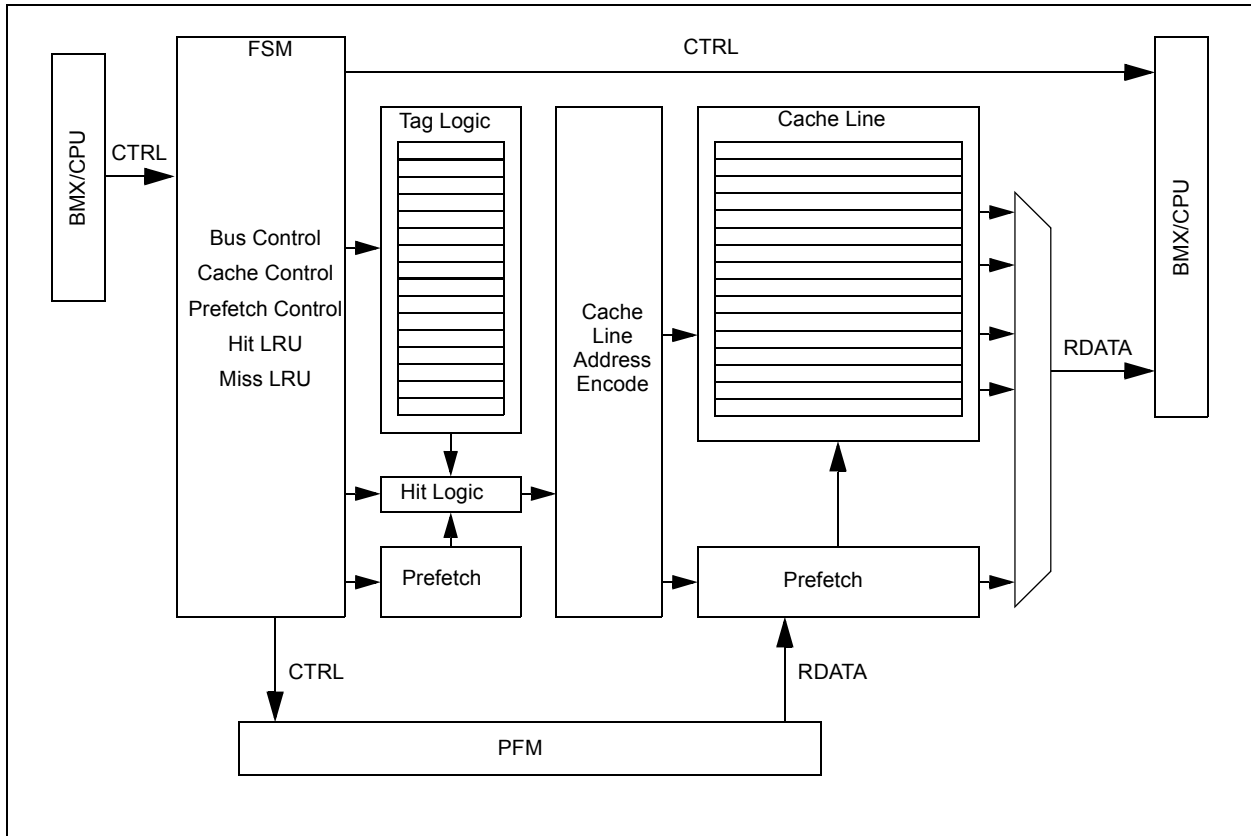 FSM
CTRL
BMX/CPU
CTRL
Bus Control
Cache Control
Prefetch Control
Hit LRU
Miss LRU
Tag Logic
Hit Logic
Prefetch
Cache
Line
Address
Encode
Cache Line
Prefetch
RDATA
BMX/CPU
CTRL
RDATA
PFM